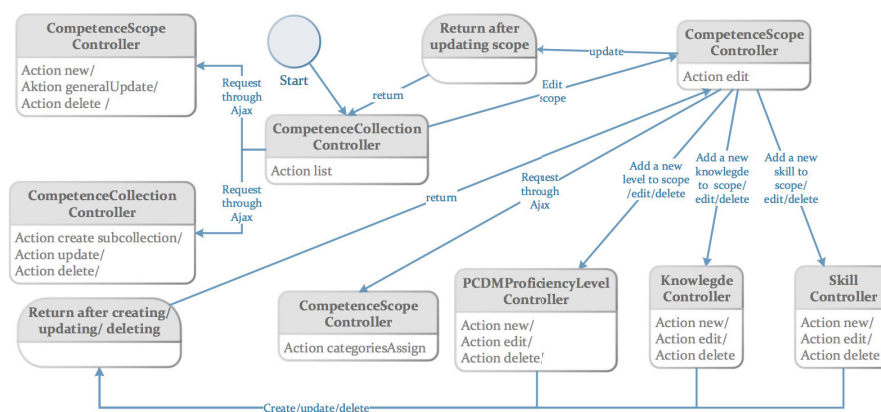 CompetenceScope
Controller
Action new/
Aktion generalUpdate/
Action delete /
Start
Return after
updating scope
update
CompetenceScope
Controller
Action edit
Request
through
Ajax
return
Edit
scope
CompetenceCollection
Controller
Action list
Request
through
Ajax
CompetenceCollection
Controller
Action create subcollection/
Action update/
Action delete/
return
Request
through
Ajax
Add a new
level to scope
/edit/delete
Add a new
knowlegde
to scope/
edit/delete
Add a new
skill to
scope/
edit/delete
Return after creating/
updating/ deleting
CompetenceScope
Controller
Action categoriesAssign
PCDMProficiencyLevel
Controller
Action new/
Action edit/
Action delete/
Knowlegde
Controller
Action new/
Action edit/
Action delete
Skill
Controller
Action new/
Action edit/
Action delete
Create/update/delete